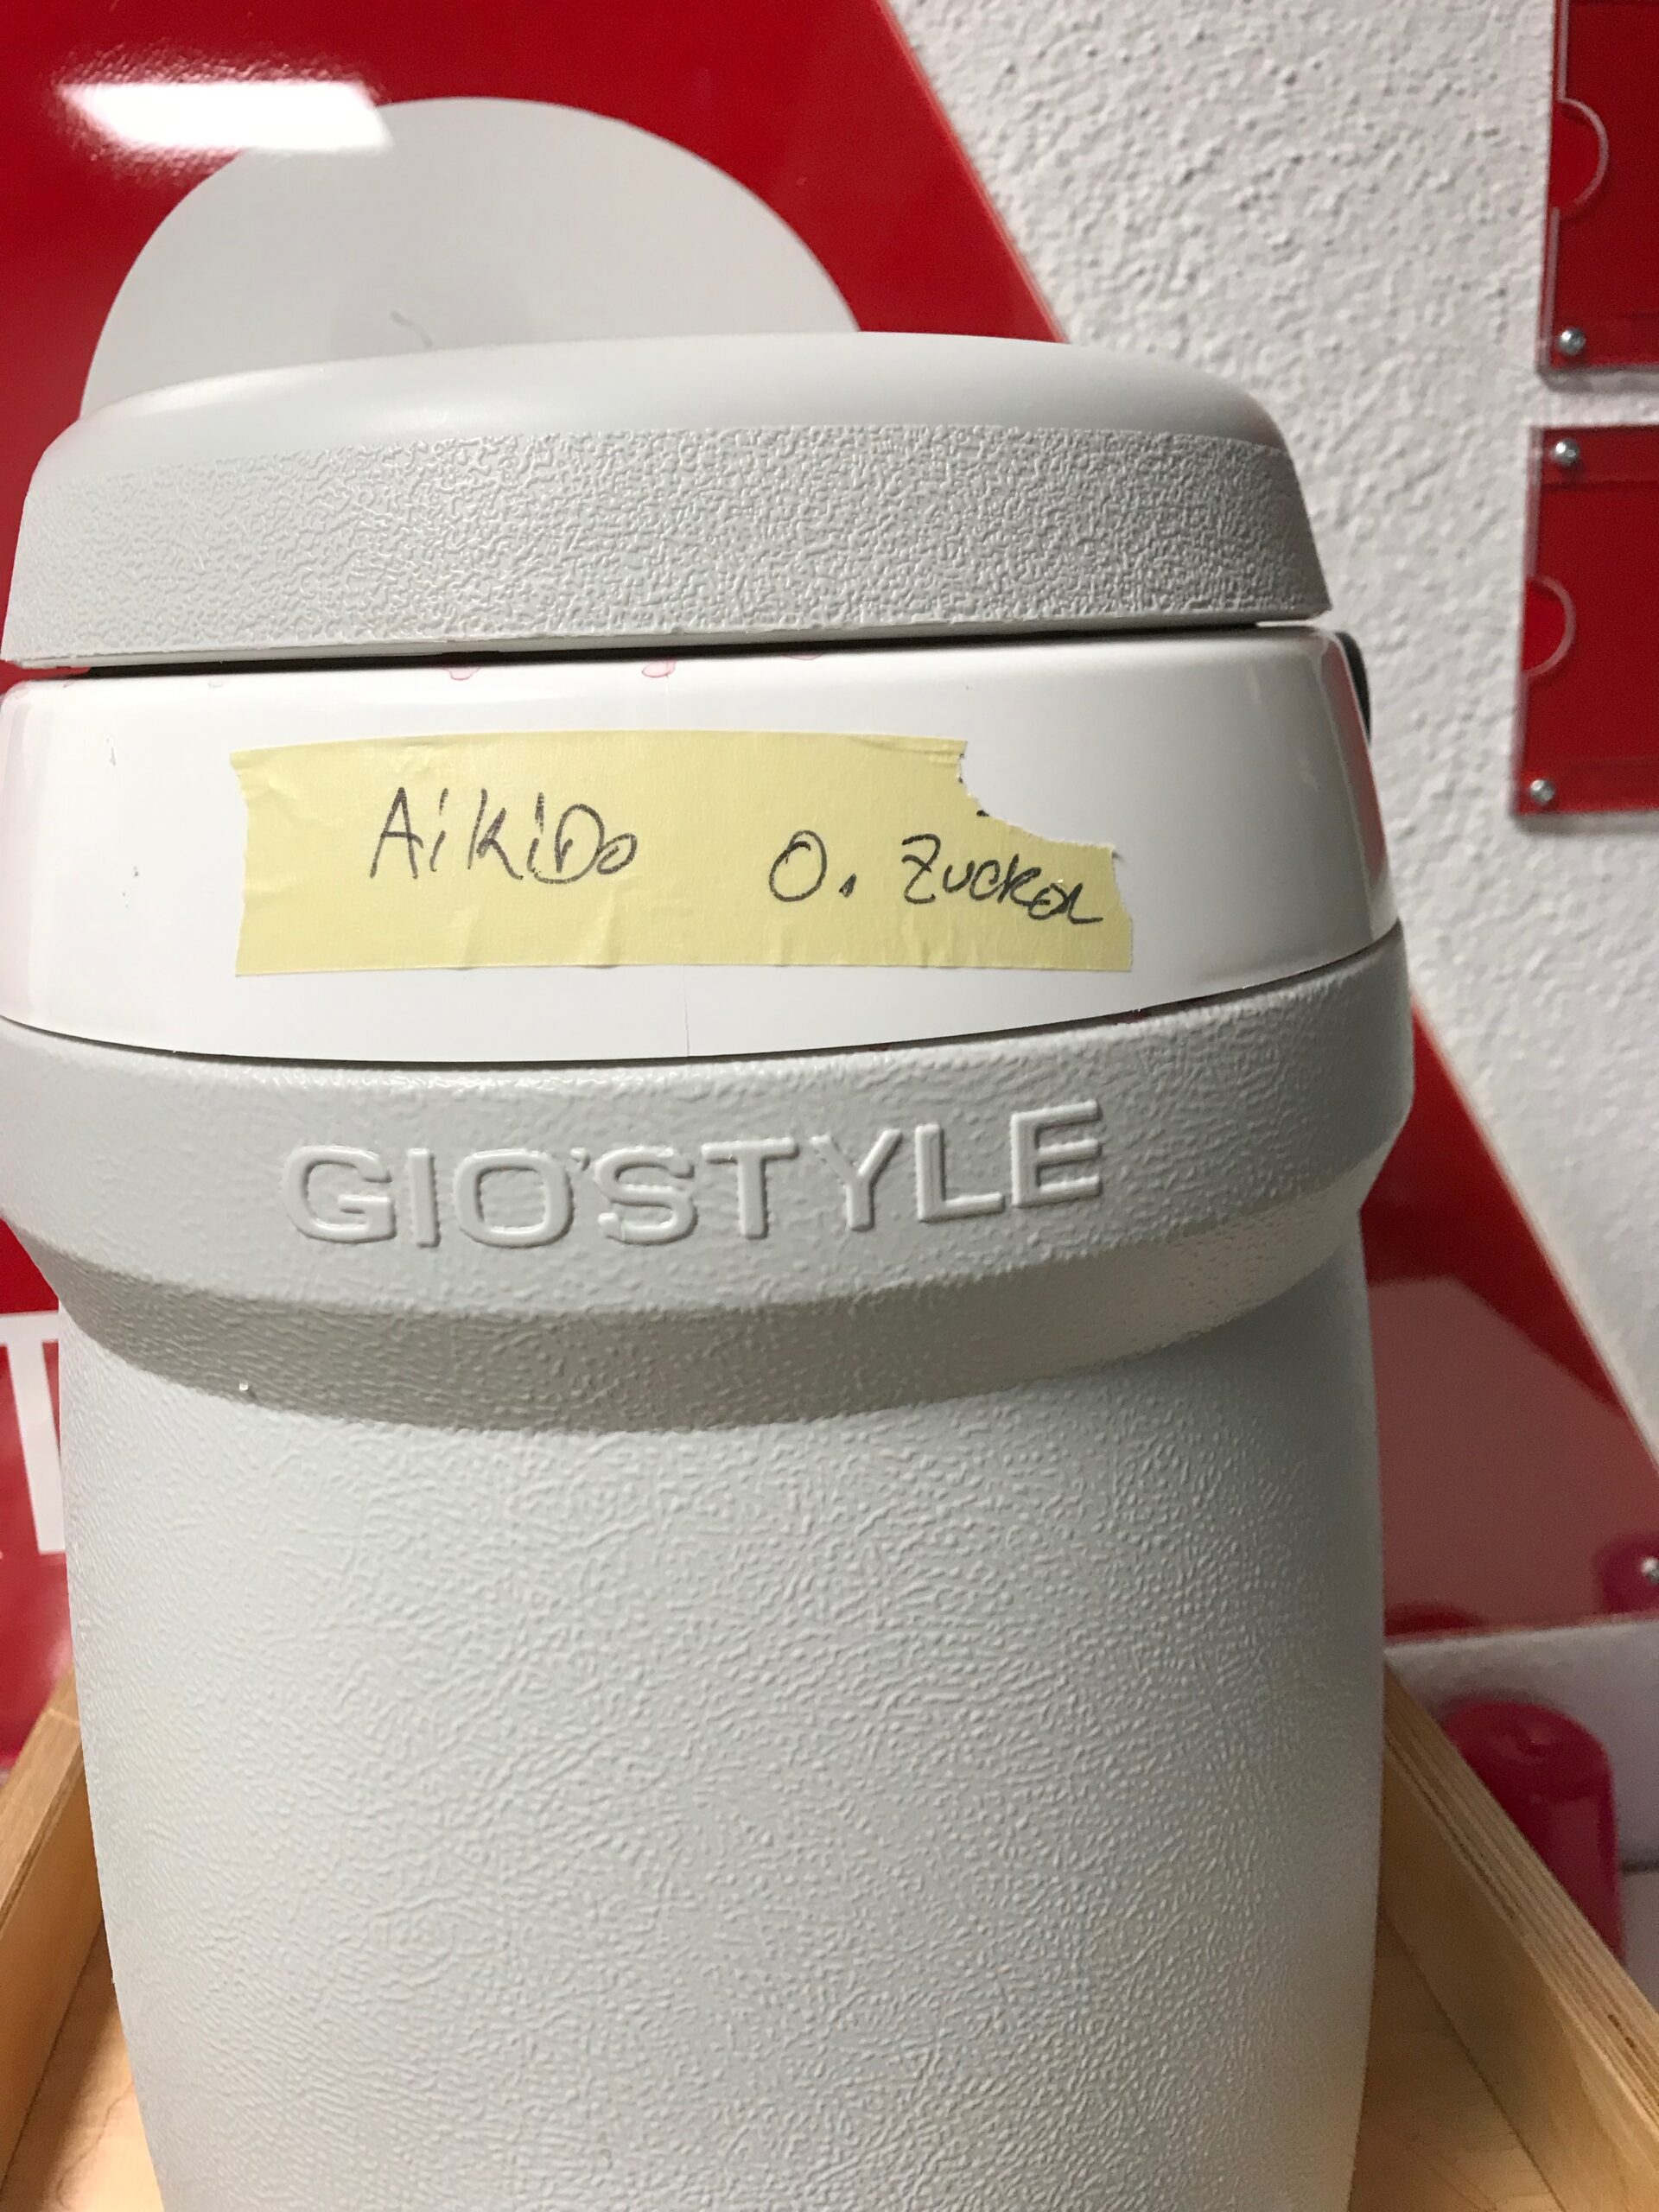 AikiDo O. Zucker
GIO'STYLE
T